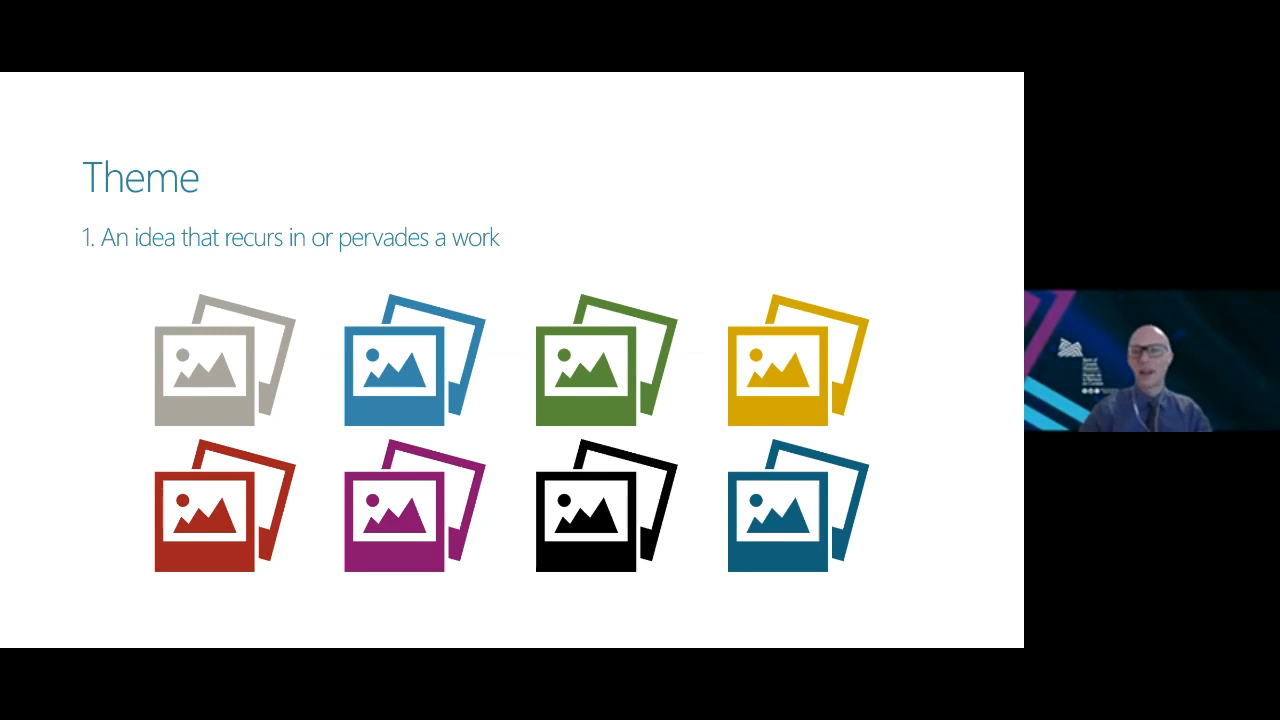 Theme
1. An idea that recurs in or pervades a work